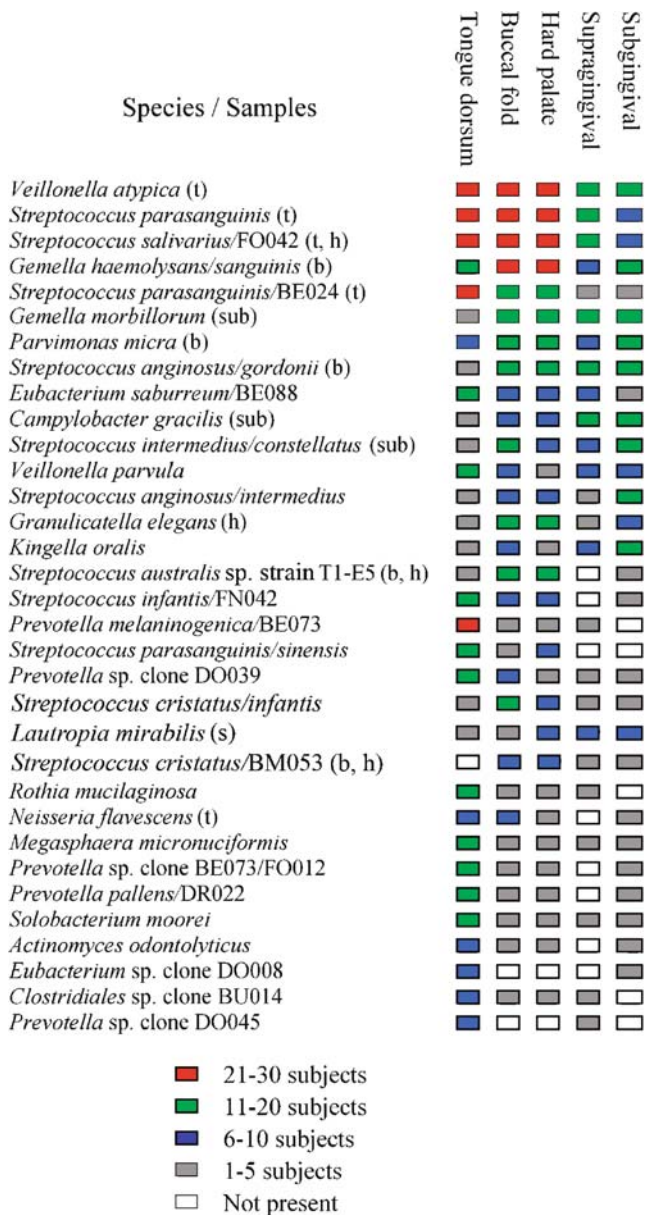 Species / Samples
Tongue dorsum
Buccal fold
Hard palate
Supragingival
Subgingival
Veillonella atypica (t)
Streptococcus parasanguinis (t)
Streptococcus salivarius/FO042 (t, h)
Gemella haemolysans/sanguinis (b)
Streptococcus parasanguinis/BE024 (t)
Gemella morbillorum (sub)
Parvimonas micra (b)
Streptococcus anginosus/gordonii (b)
Eubacterium saburreum/BE088
Campylobacter gracilis (sub)
Streptococcus intermedius/constellatus (sub)
Veillonella parvula
Streptococcus anginosus/intermedius
Granulicatella elegans (h)
Kingella oralis
Streptococcus australis sp. strain T1-E5 (b, h)
Streptococcus infantis/FN042
Prevotella melaninogenica/BE073
Streptococcus parasanguinis/sinensis
Prevotella sp. clone DO039
Streptococcus cristatus/infantis
Lautropia mirabilis (s)
Streptococcus cristatus/BM053 (b, h)
Rothia mucilaginosa
Neisseria flavescens (t)
Megasphaera micronuciformis
Prevotella sp. clone BE073/FO012
Prevotella pallens/DR022
Solobacterium moorei
Actinomyces odontolyticus
Eubacterium sp. clone DO008
Clostridiales sp. clone BU014
Prevotella sp. clone DO045
21-30 subjects
11-20 subjects
6-10 subjects
1-5 subjects
Not present